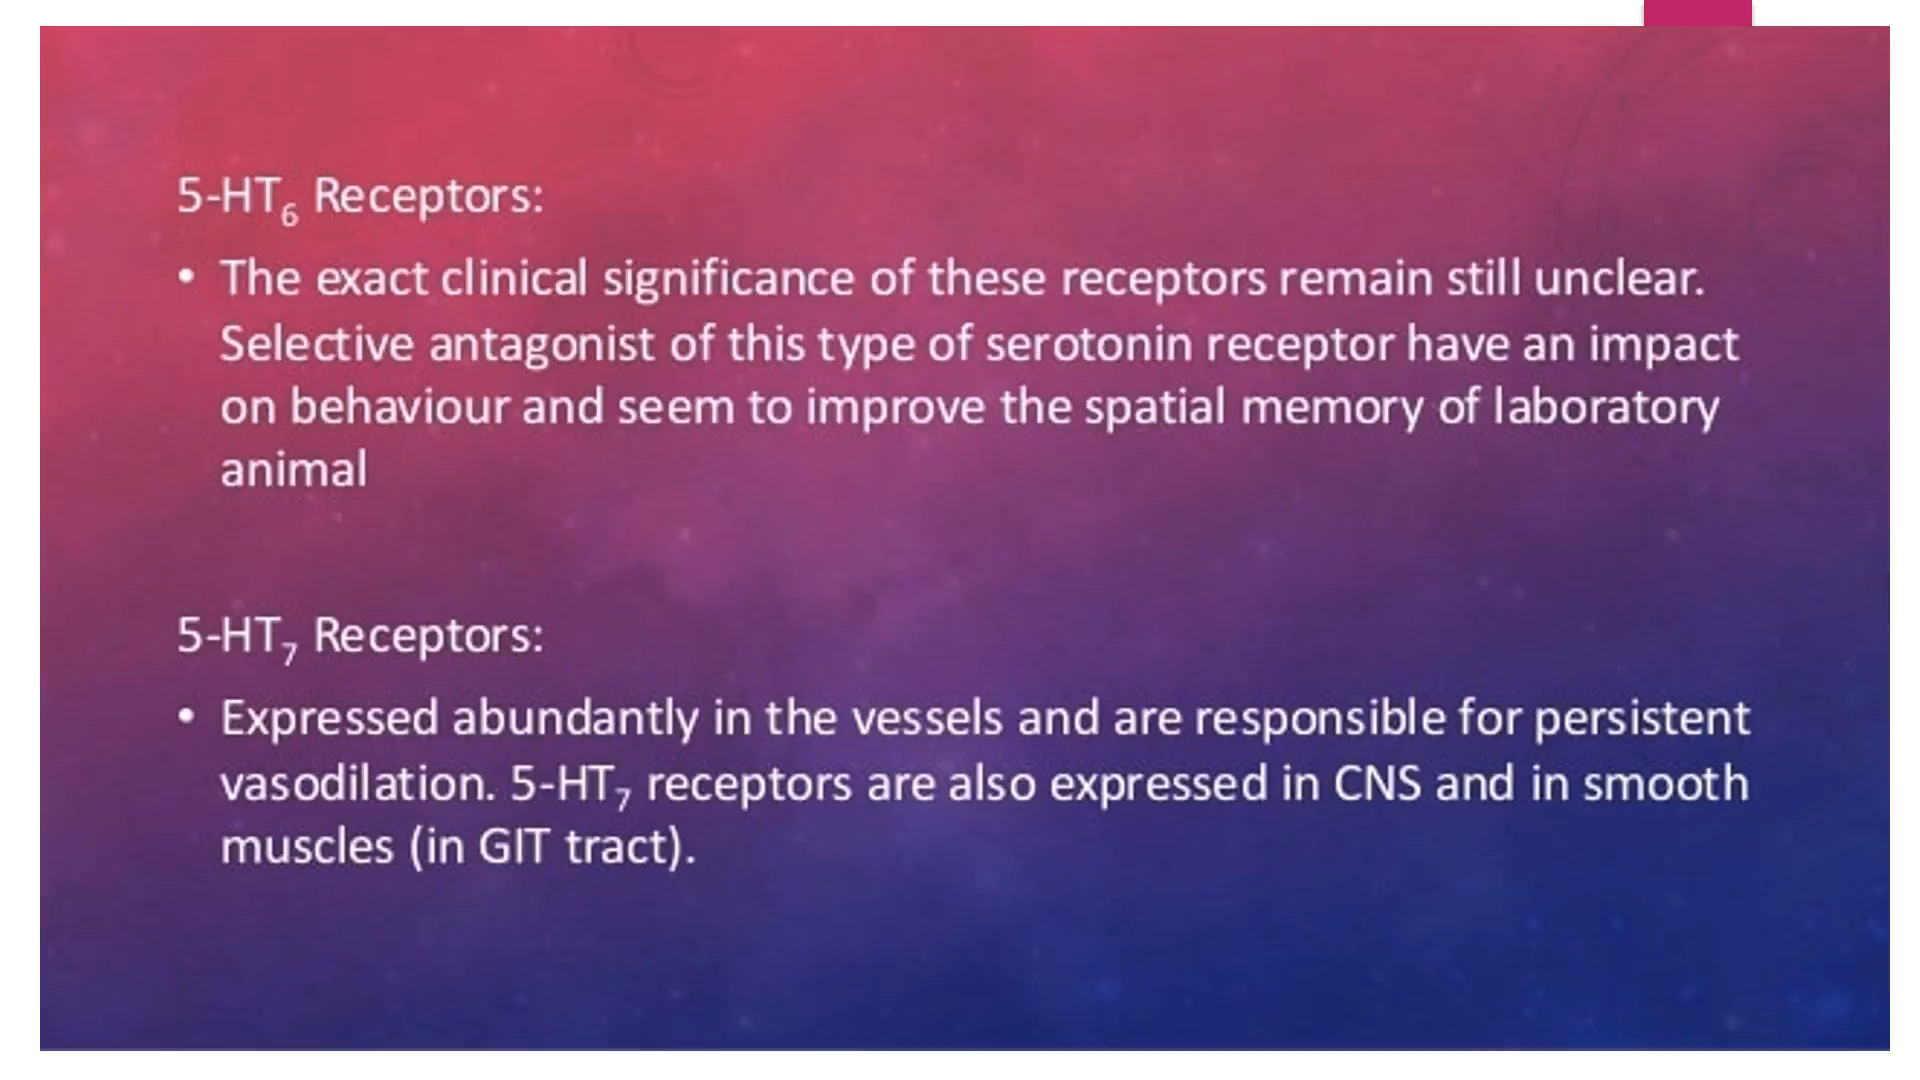 5-HT₆ Receptors:
• The exact clinical significance of these receptors remain still unclear.
Selective antagonist of this type of serotonin receptor have an impact
on behaviour and seem to improve the spatial memory of laboratory
animal
5-HT₇ Receptors:
• Expressed abundantly in the vessels and are responsible for persistent
vasodilation. 5-HT₇ receptors are also expressed in CNS and in smooth
muscles (in GIT tract).